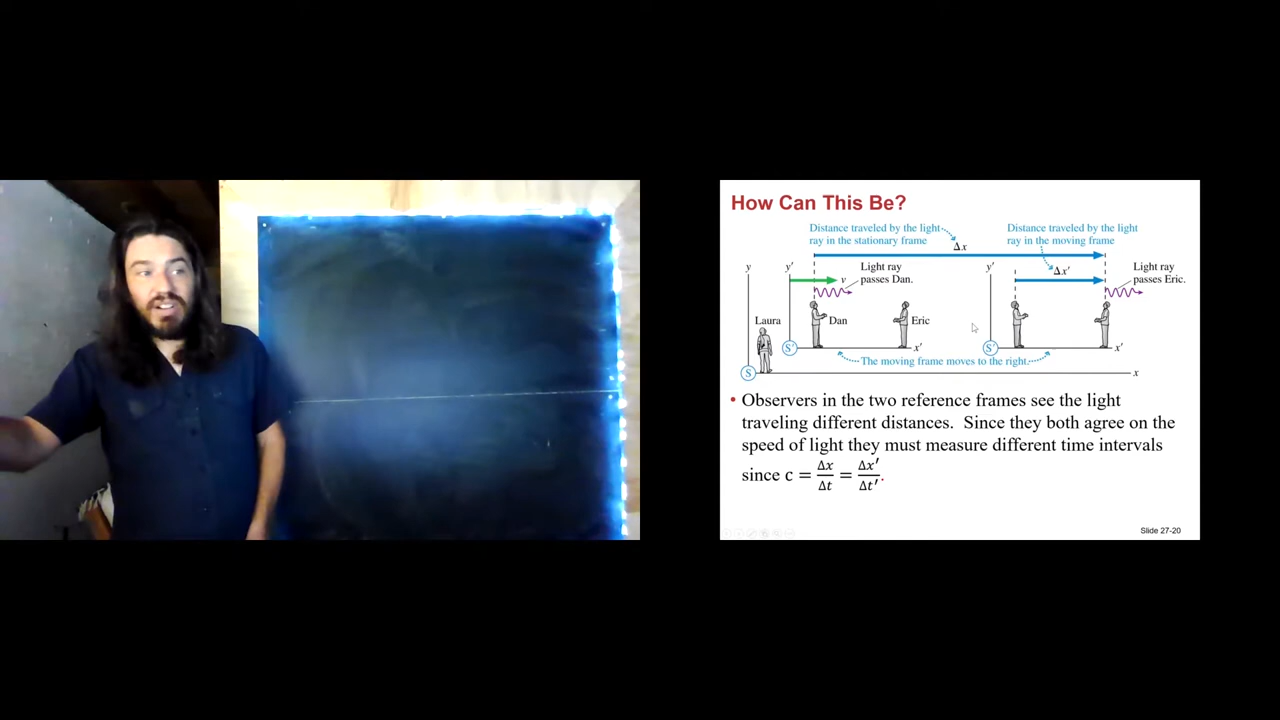 How Can This Be?
Distance traveled by the light
ray in the stationary frame
Δx
Distance traveled by the light
ray in the moving frame
Δx′
y
y′
v
Light ray
passes Dan.
y′
Light ray
passes Eric.
Laura
Dan
Eric
S′
x′
S′
x′
The moving frame moves to the right.
S
x
• Observers in the two reference frames see the light
traveling different distances. Since they both agree on the
speed of light they must measure different time intervals
since c = Δx/Δt = Δx′/Δt′.
Slide 27-20